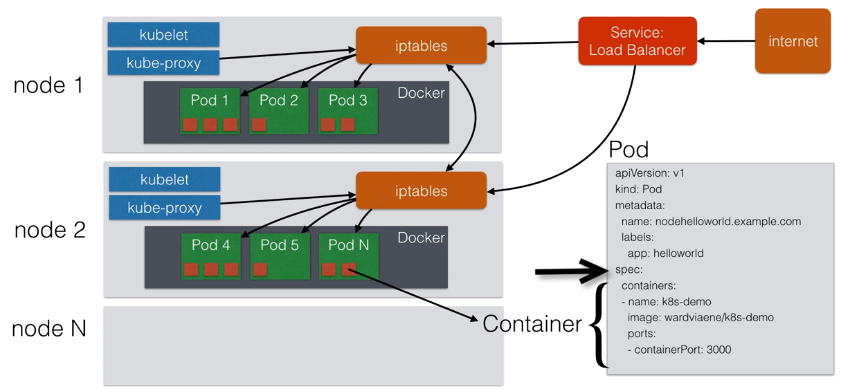 node 1
kubelet
kube-proxy
iptables
Service:
Load Balancer
internet
Docker
Pod 1
Pod 2
Pod 3
node 2
kubelet
kube-proxy
iptables
Docker
Pod 4
Pod 5
Pod N
node N
Container
Pod
apiVersion: v1
kind: Pod
metadata:
name: nodehelloworld.example.com
labels:
app: helloworld
spec:
containers:
- name: k8s-demo
image: wardviaene/k8s-demo
ports:
- containerPort: 3000